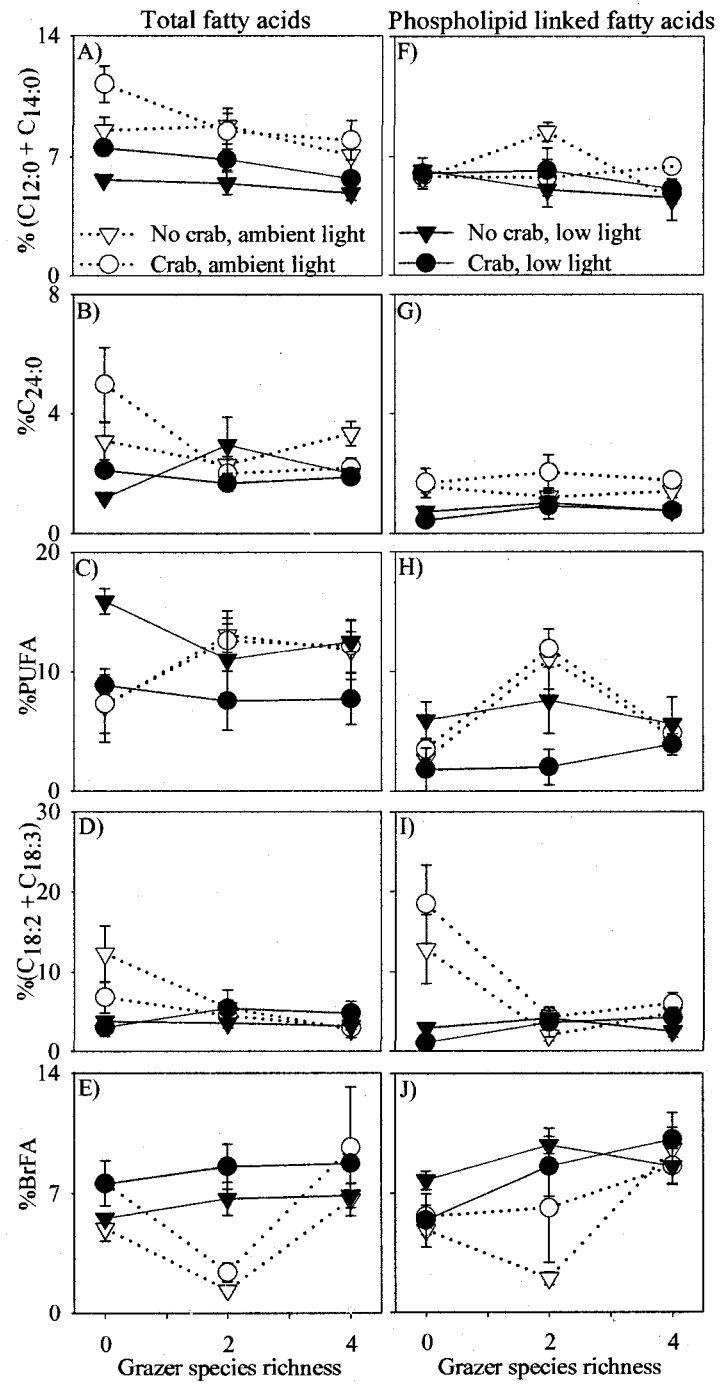 Total fatty acids
Phospholipid linked fatty acids
% (C12:0 + C14:0)
14
7
0
A)
No crab, ambient light
Crab, ambient light
F)
No crab, low light
Crab, low light
%C24:0
8
4
0
B)
G)
%PUFA
20
10
0
C)
H)
%(C18:2 + C18:3)
30
20
10
0
D)
I)
%BrFA
14
7
0
E)
J)
0 2 4
0 2 4
Grazer species richness
Grazer species richness